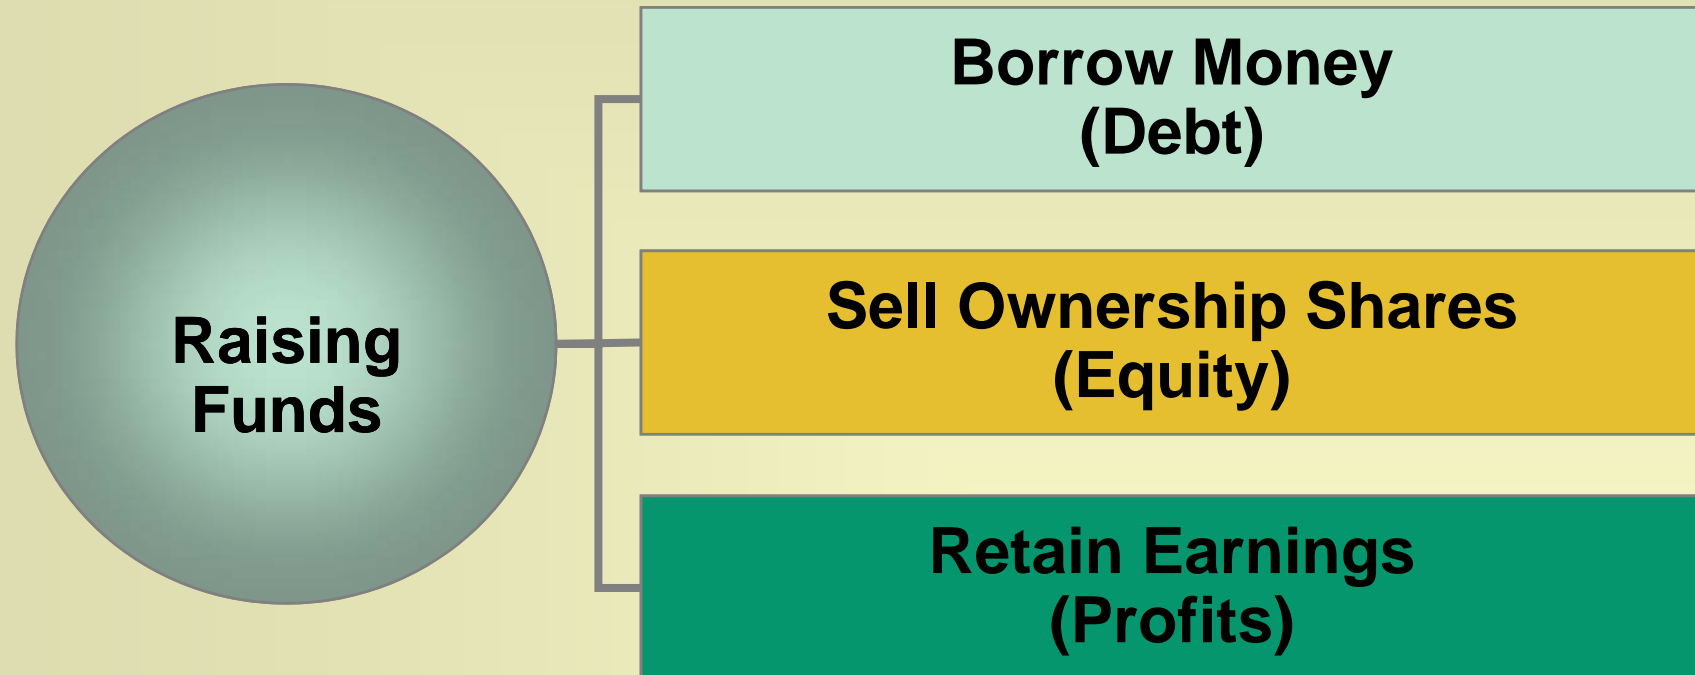 Borrow Money
(Debt)
Raising
Funds
Sell Ownership Shares
(Equity)
Retain Earnings
(Profits)